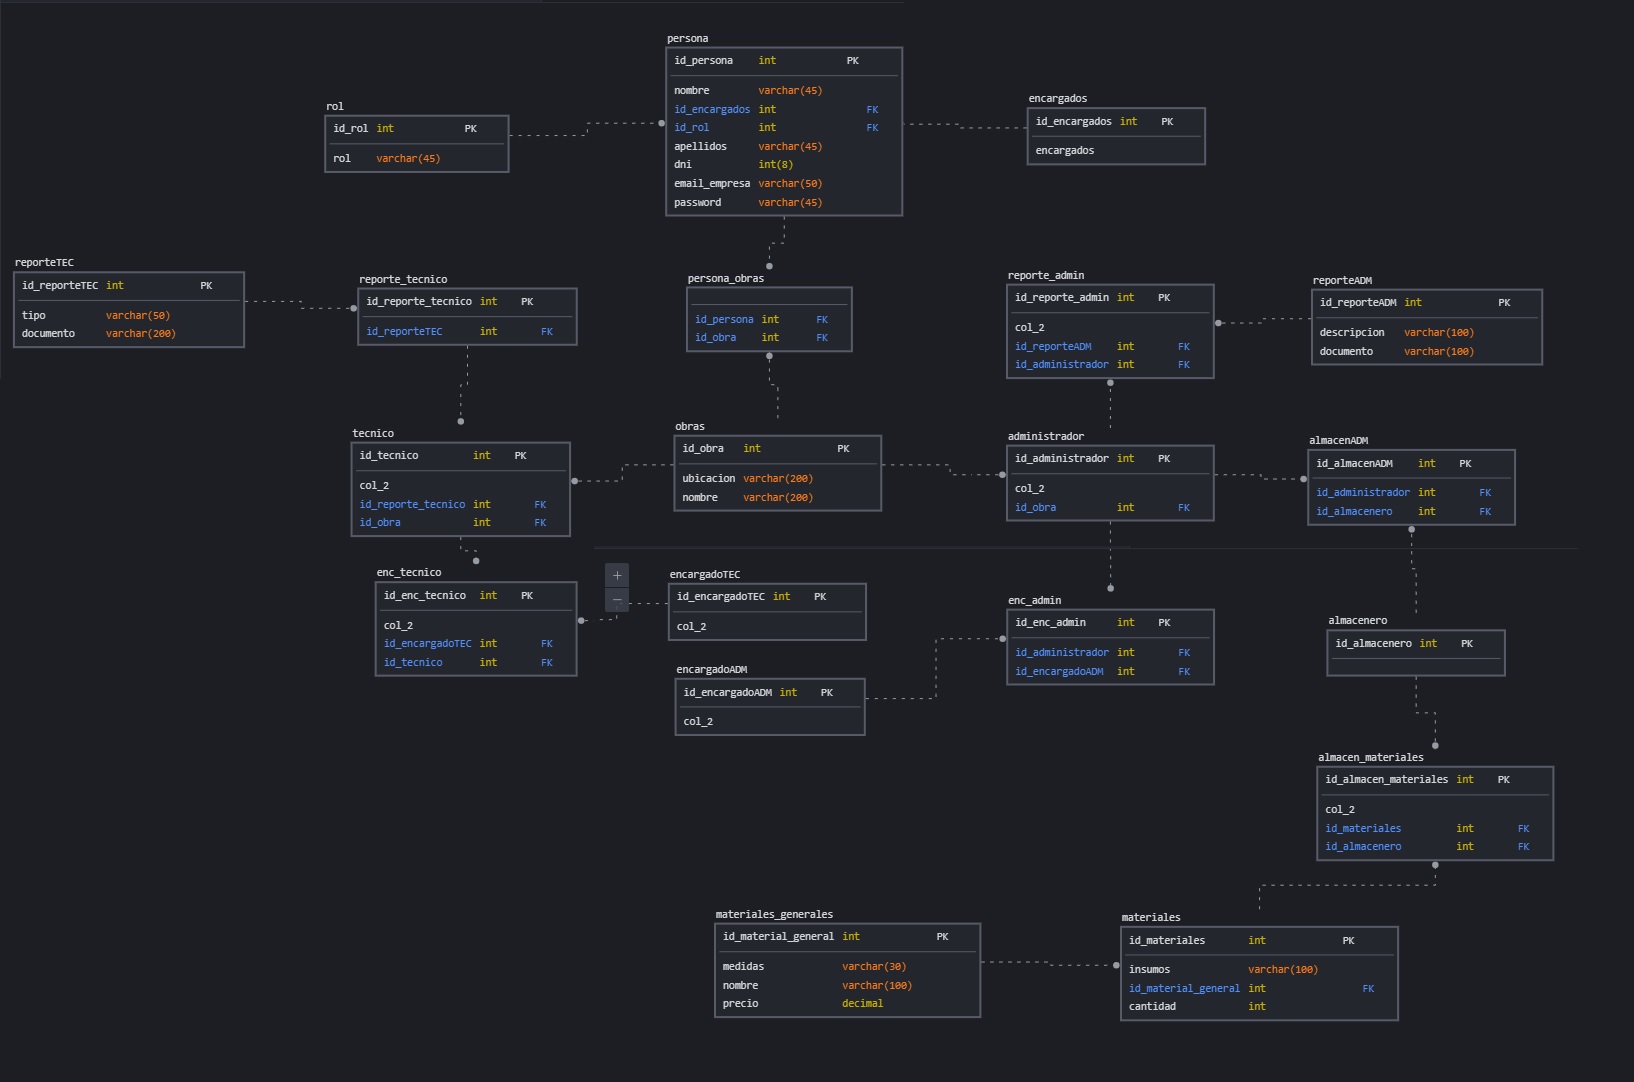 persona
id_persona int PK
nombre varchar(45)
id_encargados int FK
id_rol int FK
apellidos varchar(45)
dni int(8)
email_empresa varchar(50)
password varchar(45)
rol
id_rol int PK
rol varchar(45)
encargados
id_encargados int PK
encargados
reporteTEC
id_reporteTEC int PK
tipo varchar(50)
documento varchar(200)
reporte_tecnico
id_reporte_tecnico int PK
id_reporteTEC int FK
persona_obras
id_persona int FK
id_obra int FK
reporte_admin
id_reporte_admin int PK
col_2
id_reporteADM int FK
id_administrador int FK
reporteADM
id_reporteADM int PK
descripcion varchar(100)
documento varchar(100)
tecnico
id_tecnico int PK
col_2
id_reporte_tecnico int FK
id_obra int FK
obras
id_obra int PK
ubicacion varchar(200)
nombre varchar(200)
administrador
id_administrador int PK
col_2
id_obra int FK
almacenADM
id_almacenADM int PK
id_administrador int FK
id_almacenero int FK
enc_tecnico
id_enc_tecnico int PK
col_2
id_encargadoTEC int FK
id_tecnico int FK
+
−
encargadoTEC
id_encargadoTEC int PK
col_2
encargadoADM
id_encargadoADM int PK
col_2
enc_admin
id_enc_admin int PK
id_administrador int FK
id_encargadoADM int FK
almacenero
id_almacenero int PK
almacen_materiales
id_almacen_materiales int PK
col_2
id_materiales int FK
id_almacenero int FK
materiales_generales
id_material_general int PK
medidas varchar(30)
nombre varchar(100)
precio decimal
materiales
id_materiales int PK
insumos varchar(100)
id_material_general int FK
cantidad int